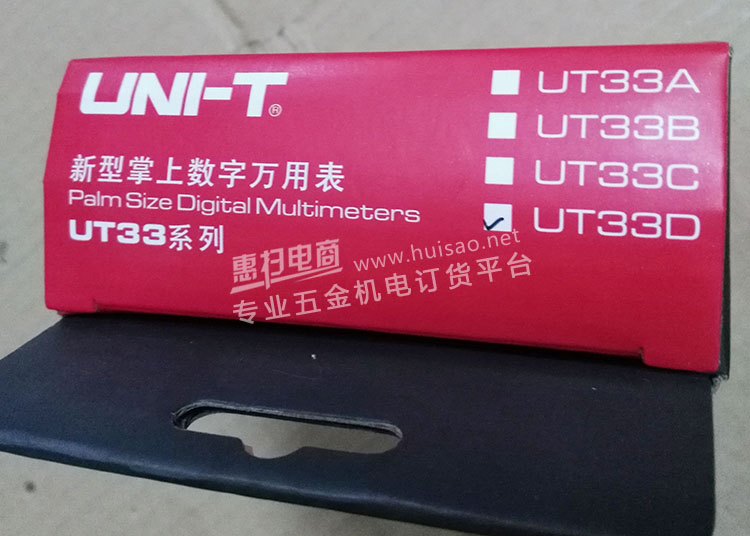 UNI-T®
新型掌上数字万用表
Palm Size Digital Multimeters
UT33系列
UT33A
UT33B
UT33C
UT33D
惠扫电商 www.huisao.net
专业五金机电订货平台